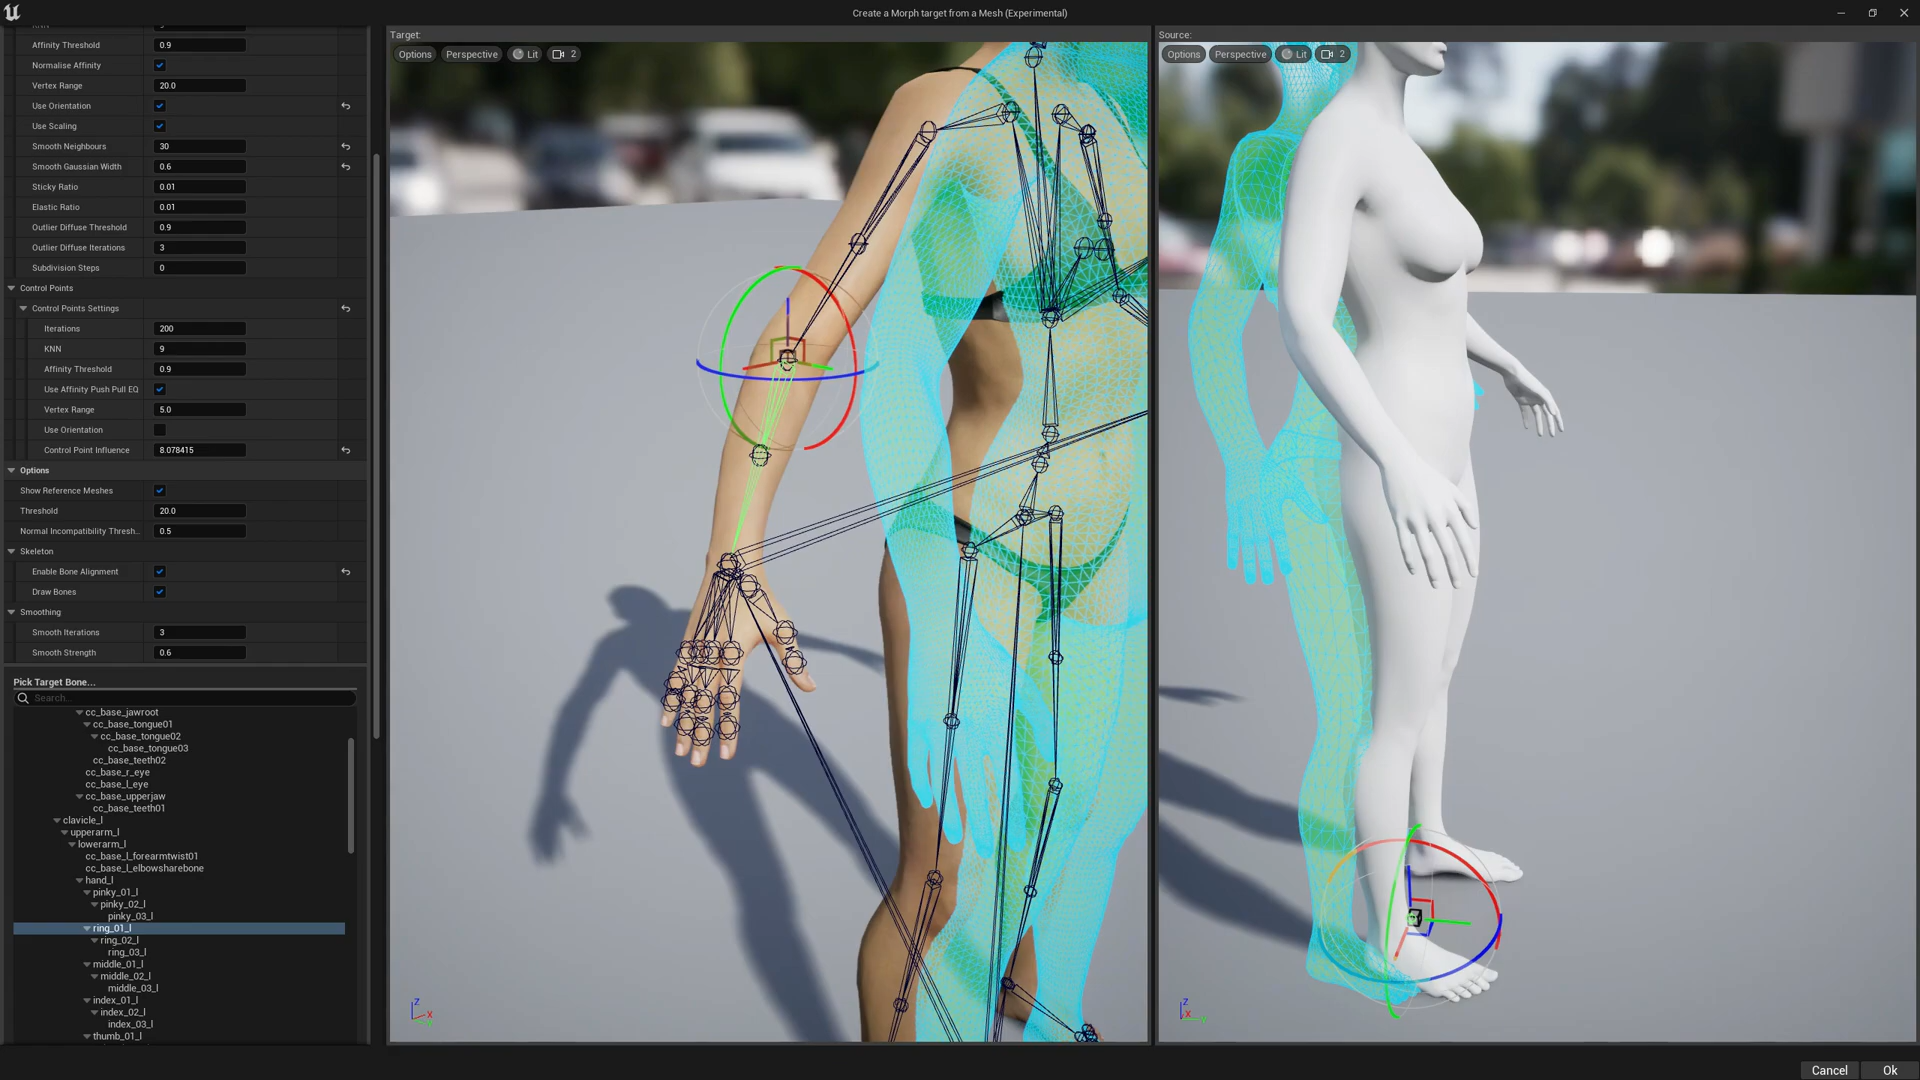 Create a Morph target from a Mesh (Experimental)
Affinity Threshold 0.9
Normalise Affinity
Vertex Range 20.0
Use Orientation
Use Scaling
Smooth Neighbours 30
Smooth Gaussian Width 0.6
Sticky Ratio 0.01
Elastic Ratio 0.01
Outlier Diffuse Threshold 0.9
Outlier Diffuse Iterations 3
Subdivision Steps 0
Control Points
Control Points Settings
Iterations 200
KNN 9
Affinity Threshold 0.9
Use Affinity Push Pull EQ
Vertex Range 5.0
Use Orientation
Control Point Influence 8.078415
Options
Show Reference Meshes
Threshold 20.0
Normal Incompatibility Thresh... 0.5
Skeleton
Enable Bone Alignment
Draw Bones
Smoothing
Smooth Iterations 3
Smooth Strength 0.6
Pick Target Bone...
Search...
cc_base_jawroot
cc_base_tongue01
cc_base_tongue02
cc_base_tongue03
cc_base_teeth02
cc_base_r_eye
cc_base_l_eye
cc_base_upperjaw
cc_base_teeth01
clavicle_l
upperarm_l
lowerarm_l
cc_base_l_forearmtwist01
cc_base_l_elbowsharebone
hand_l
pinky_01_l
pinky_02_l
pinky_03_l
ring_01_l
ring_02_l
ring_03_l
middle_01_l
middle_02_l
middle_03_l
index_01_l
index_02_l
index_03_l
thumb_01_l
Target:
Options Perspective Lit 2
Z
X
Y
Source:
Options Perspective Lit 2
Z
X
Y
Cancel Ok